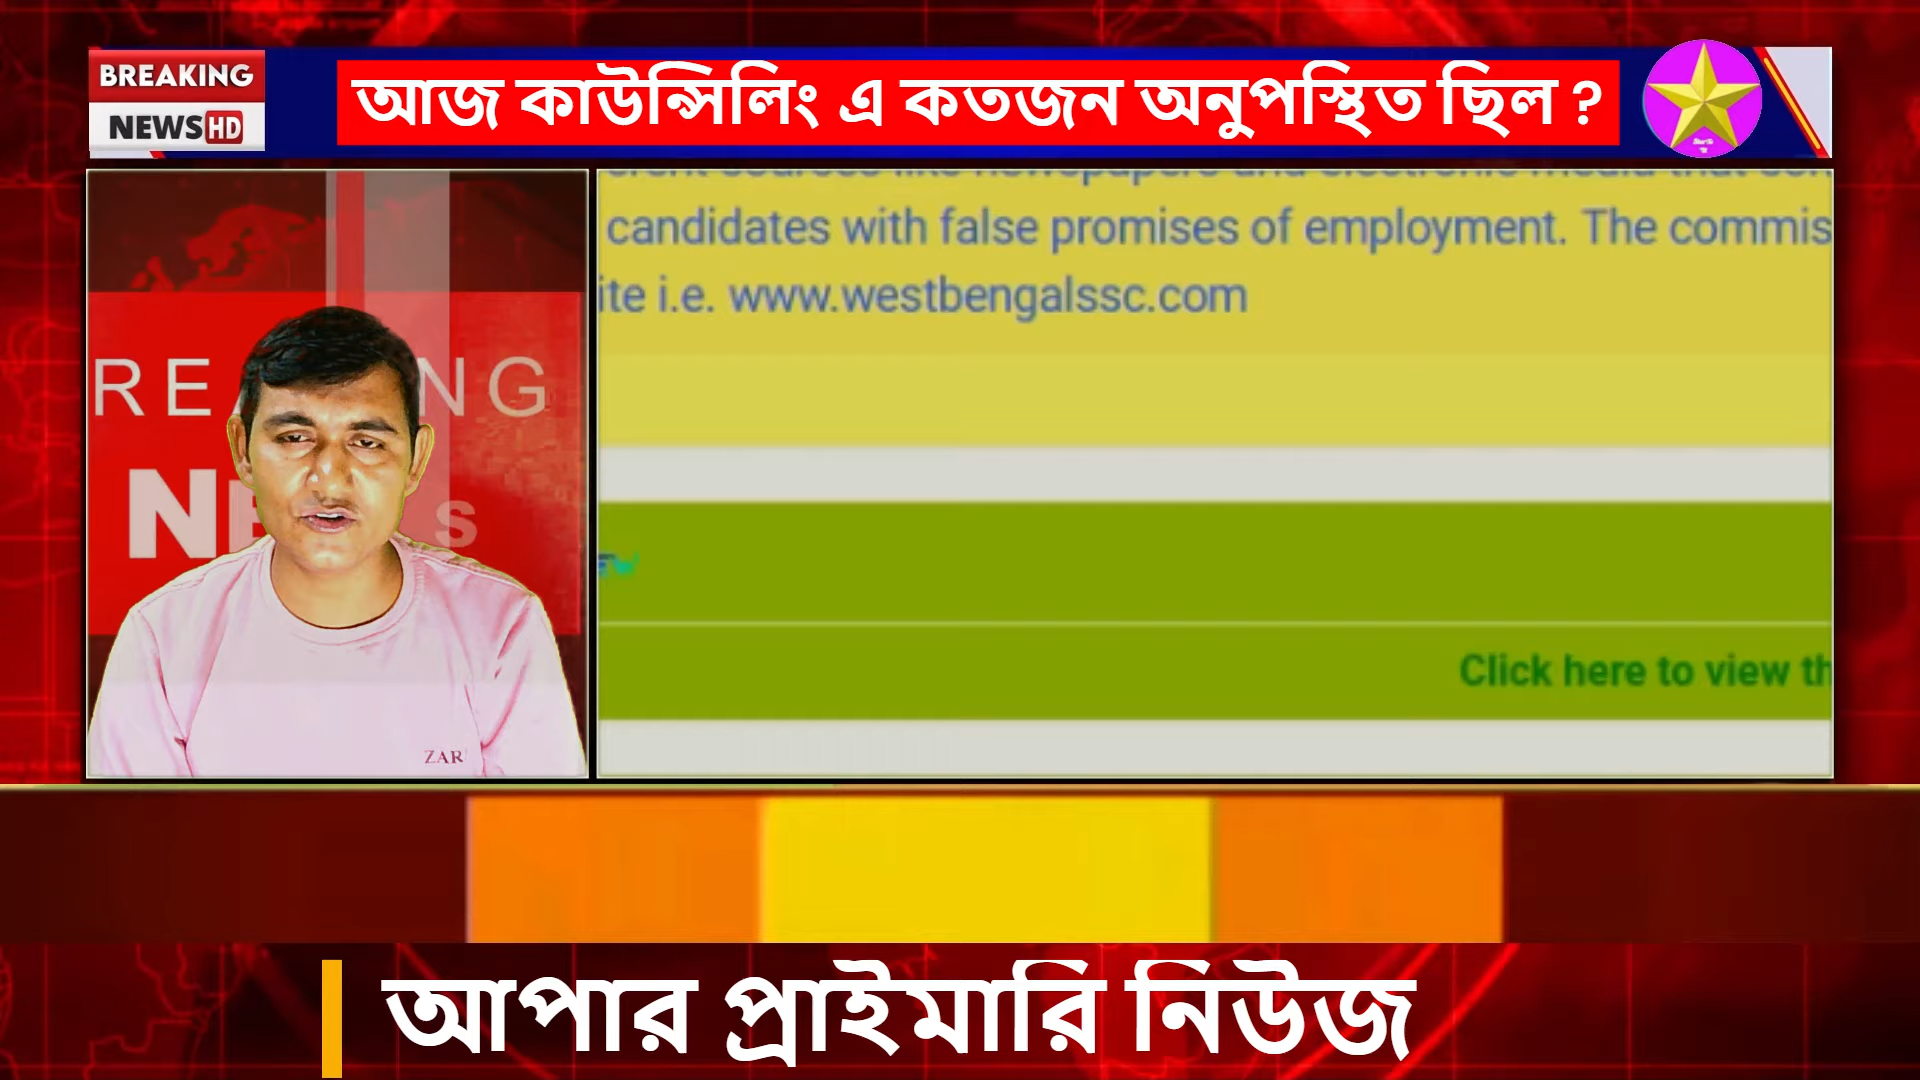 BREAKING
NEWS HD
আজ কাউন্সিলিং এ কতজন অনুপস্থিত ছিল ?
candidates with false promises of employment. The commis
ite i.e. www.westbengalssc.com
Click here to view th
ZAR
আপার প্রাইমারি নিউজ